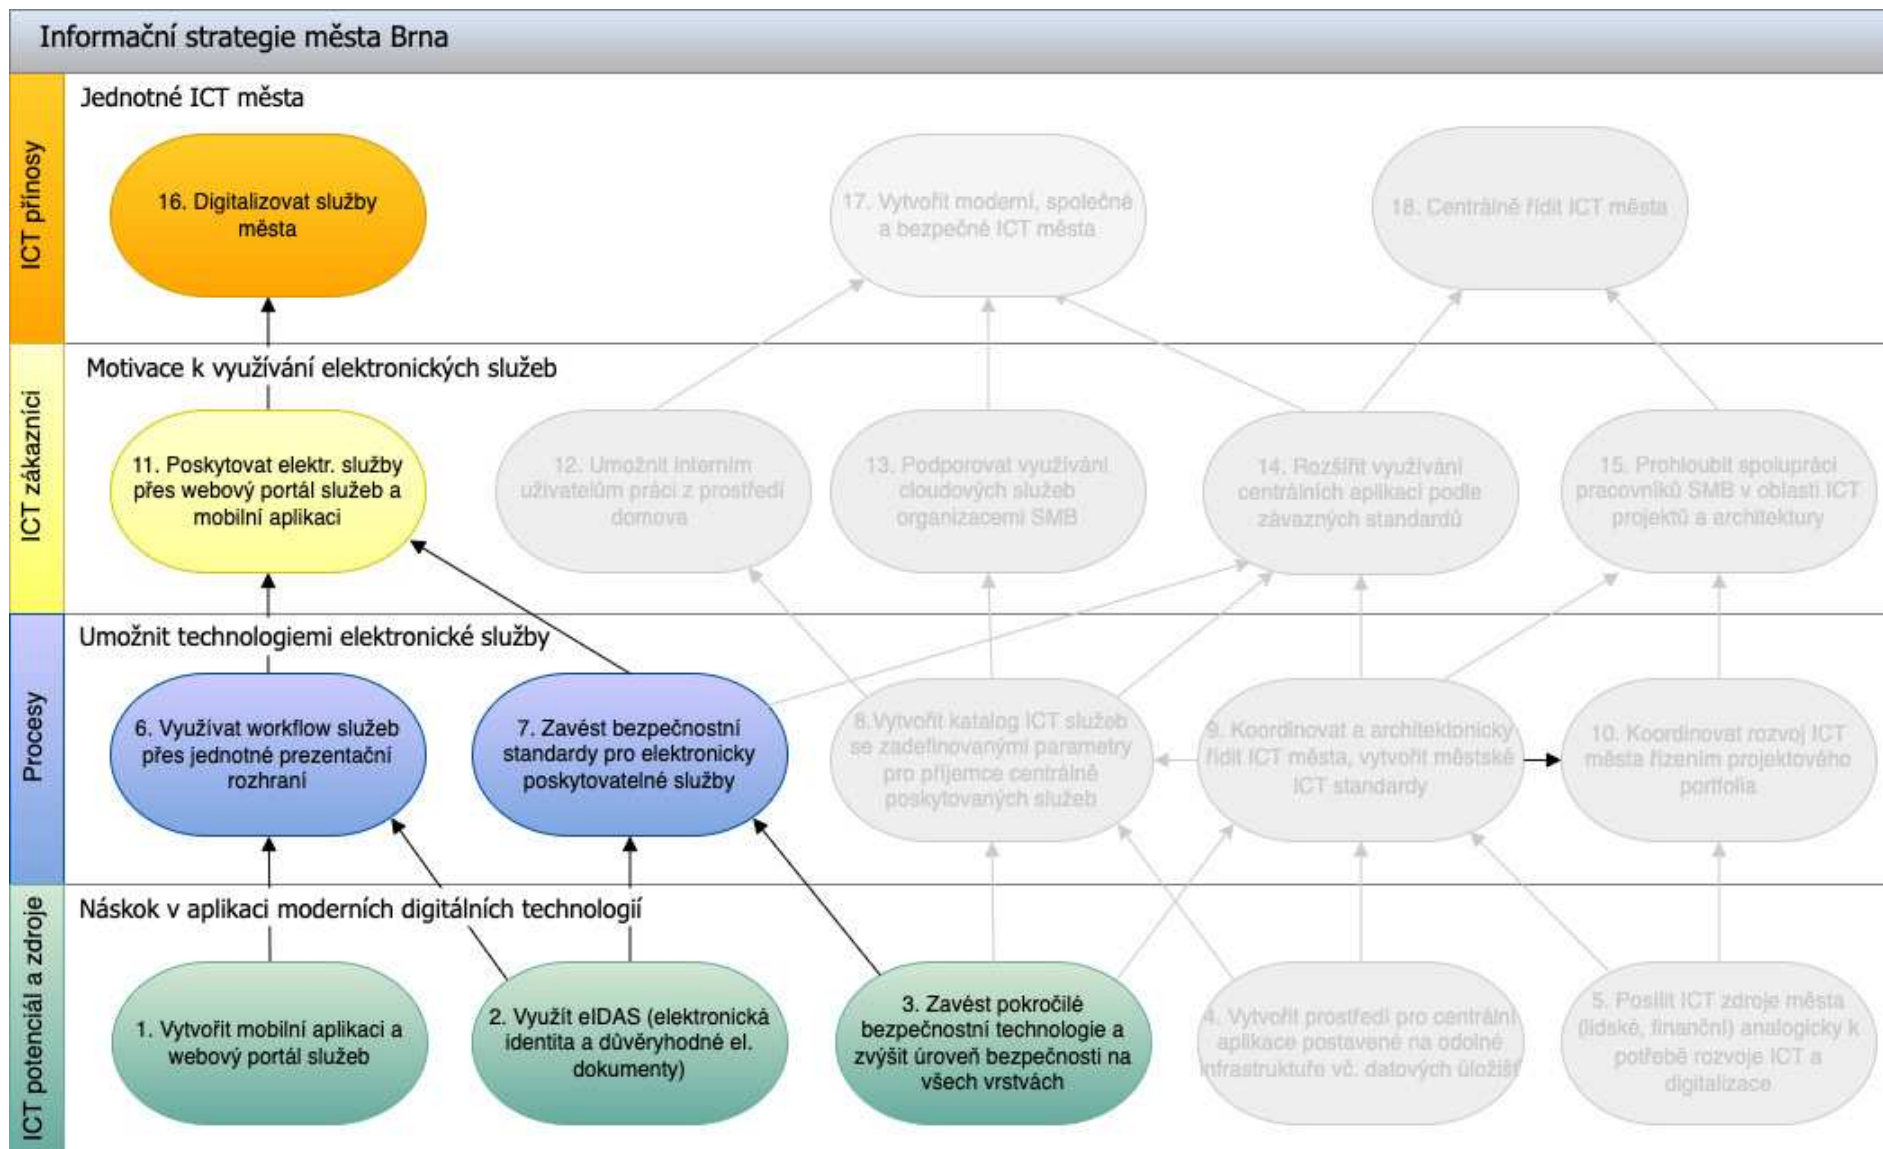 Informační strategie města Brna
ICT přínosy
Jednotné ICT města
16. Digitalizovat služby
města
17. Vytvořit moderní, společné
a bezpečné ICT města
18. Centrálně řídit ICT města
ICT zákazníci
Motivace k využívání elektronických služeb
11. Poskytovat elektr. služby
přes webový portál služeb a
mobilní aplikaci
12. Umožnit interním
uživatelům práci z prostředí
domova
13. Podporovat využívání
cloudových služeb
organizacemi SMB
14. Rozšířit využívání
centrálních aplikací podle
závazných standardů
15. Prohloubit spolupráci
pracovníků SMB v oblasti ICT
projektů a architektury
Procesy
Umožnit technologiemi elektronické služby
6. Využívat workflow služeb
přes jednotné prezentační
rozhraní
7. Zavést bezpečnostní
standardy pro elektronicky
poskytovatelné služby
8.Vytvořit katalog ICT služeb
se zadefinovanými parametry
pro příjemce centrálně
poskytovaných služeb
9. Koordinovat a architektonicky
řídit ICT města, vytvořit městské
ICT standardy
10. Koordinovat rozvoj ICT
města řízením projektového
portfolia
ICT potenciál a zdroje
Náskok v aplikaci moderních digitálních technologií
1. Vytvořit mobilní aplikaci a
webový portál služeb
2. Využít eIDAS (elektronická
identita a důvěryhodné el.
dokumenty)
3. Zavést pokročilé
bezpečnostní technologie a
zvýšit úroveň bezpečnosti na
všech vrstvách
4. Vytvořit prostředí pro centrální
aplikace postavené na odolné
infrastruktuře vč. datových úložišť
5. Posílit ICT zdroje města
(lidské, finanční) analogicky k
potřebě rozvoje ICT a
digitalizace